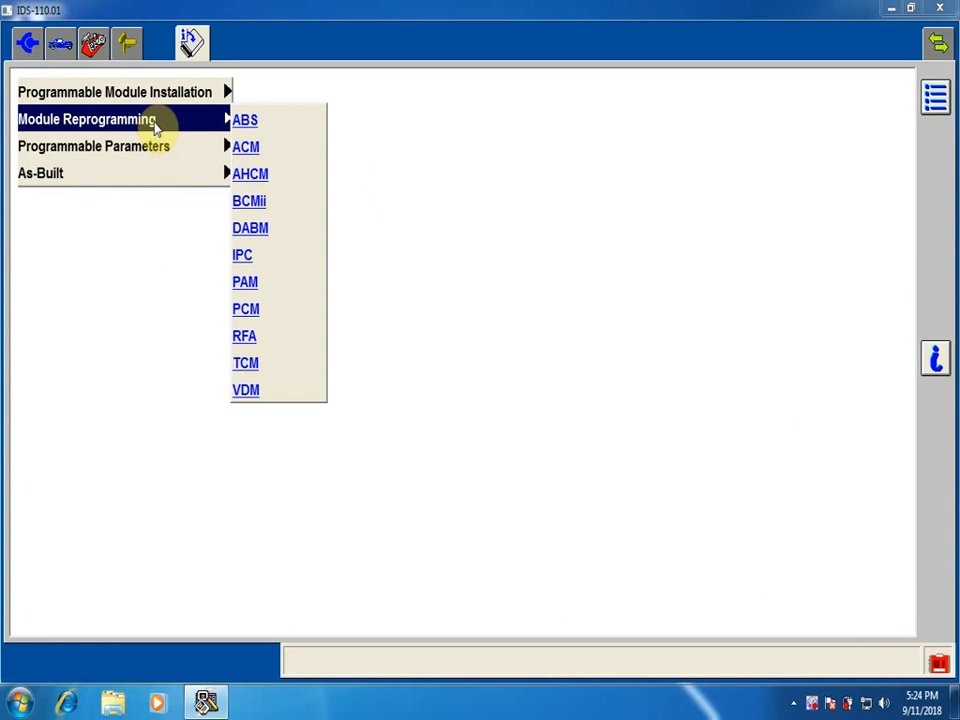 IDS-110.01
Programmable Module Installation
Module Reprogramming
Programmable Parameters
As-Built
ABS
ACM
AHCM
BCMii
DABM
IPC
PAM
PCM
RFA
TCM
VDM
5:24 PM
9/11/2018